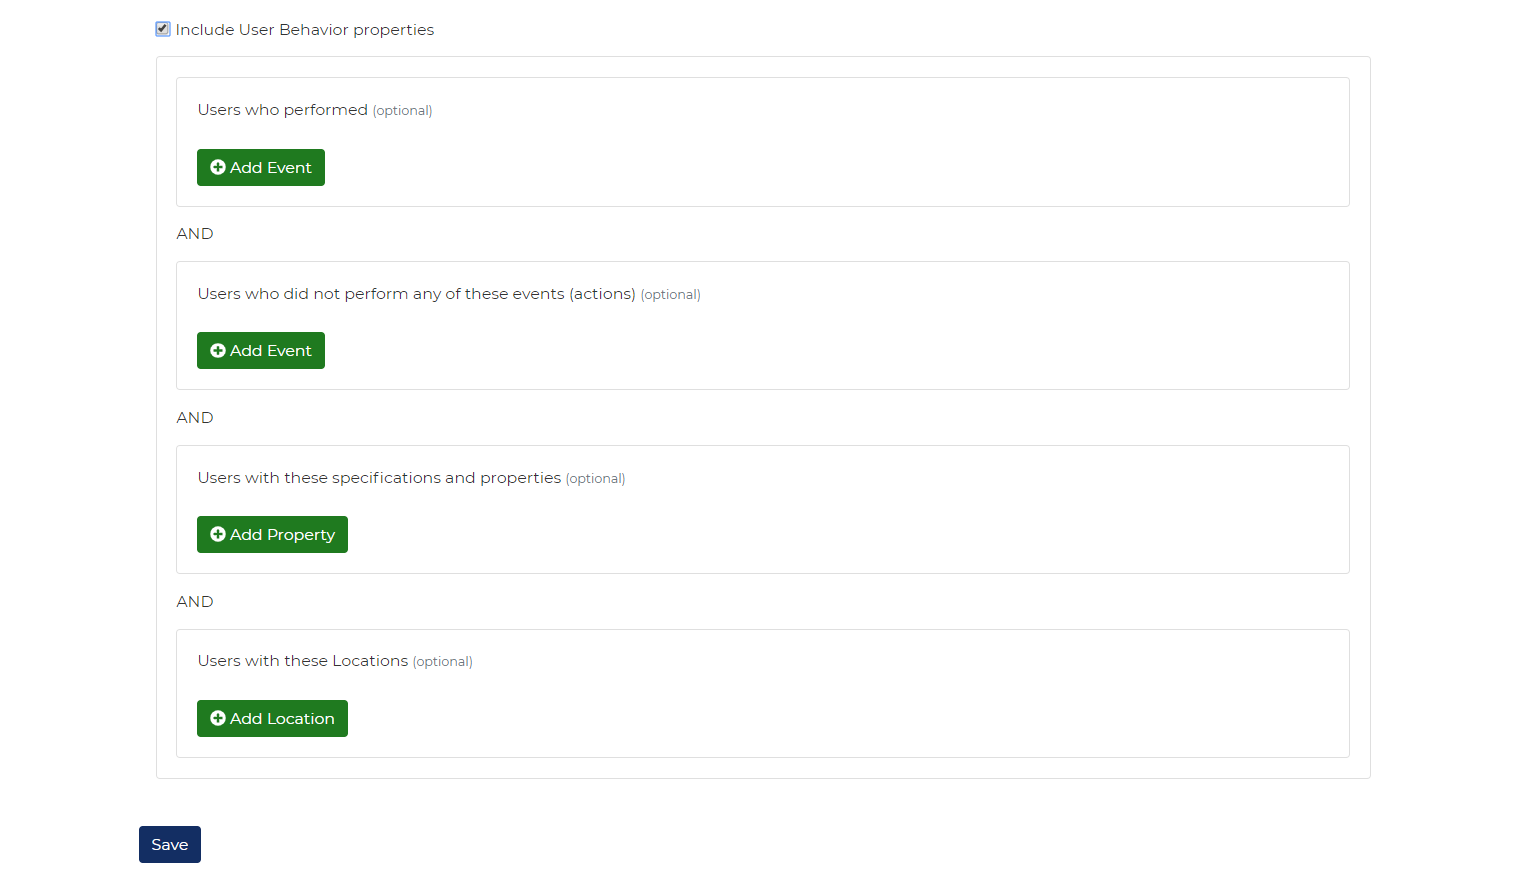 Include User Behavior properties
Users who performed (optional)
Add Event
AND
Users who did not perform any of these events (actions) (optional)
Add Event
AND
Users with these specifications and properties (optional)
Add Property
AND
Users with these Locations (optional)
Add Location
Save